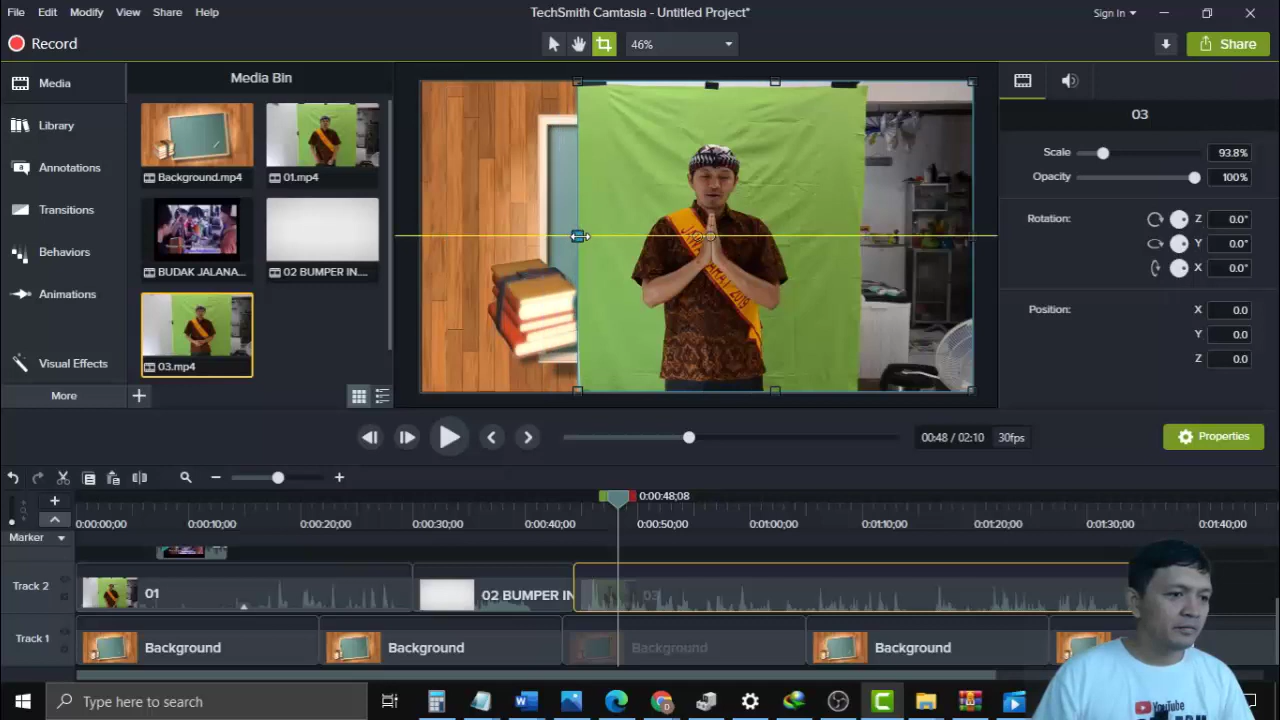 TechSmith Camtasia - Untitled Project*
File Edit Modify View Share Help
Sign In
Record
46%
Share
Media
Library
Annotations
Transitions
Behaviors
Animations
Visual Effects
More
Media Bin
Background.mp4
01.mp4
BUDAK JALANA...
02 BUMPER IN....
03.mp4
03
Scale 93.8%
Opacity 100%
Rotation: Z 0.0°
Y 0.0°
X 0.0°
Position: X 0.0
Y 0.0
Z 0.0
00:48 / 02:10 30fps
Properties
0:00:48;08
0:00:00;00 0:00:10;00 0:00:20;00 0:00:30;00 0:00:40;00 0:00:50;00 0:01:00;00 0:01:10;00 0:01:20;00 0:01:30;00 0:01:40;00
Marker
Track 2
01
02 BUMPER IN
03
Track 1
Background
Background
Background
Background
Type here to search
YouTube